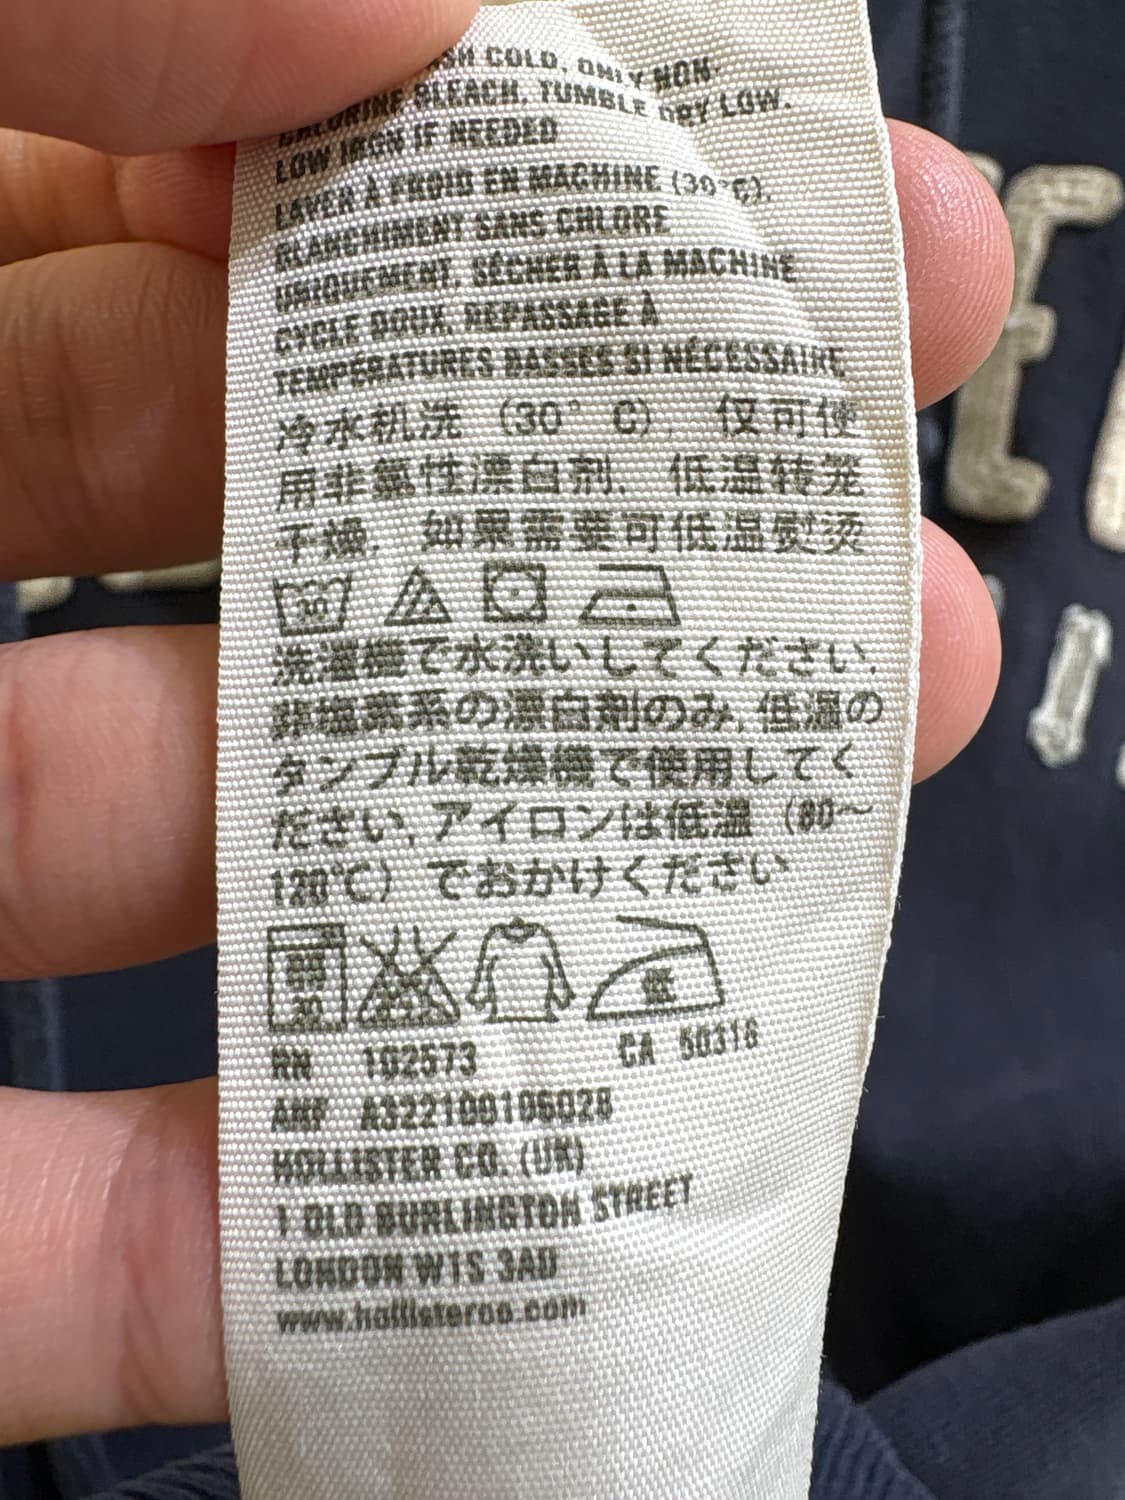 COLD, ONLY NON-
CHLORINE BLEACH, TUMBLE DRY LOW.
LOW IRON IF NEEDED
LAVER À FROID EN MACHINE (30°C),
BLANCHIMENT SANS CHLORE
UNIQUEMENT, SÉCHER À LA MACHINE
CYCLE DOUX, REPASSAGE À
TEMPÉRATURES BASSES SI NÉCESSAIRE
冷水机洗 (30° C), 仅可使
用非氯性漂白剂, 低温转笼
干燥, 如果需要可低温熨烫
30
洗濯機で水洗いしてください,
非塩素系の漂白剤のみ, 低温の
タンブル乾燥機で使用してく
ださい, アイロンは低温 (80～
120℃) でおかけください
低
RN 102573 CA 50316
ANF
HOLLISTER CO. (UK)
1 OLD BURLINGTON STREET
LONDON W1S 3AD
www.hollisterco.com